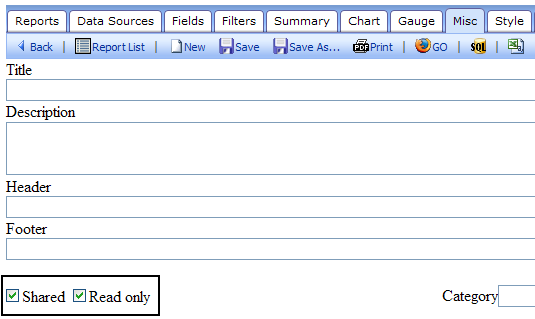 Reports Data Sources Fields Filters Summary Chart Gauge Misc Style
Back | Report List | New Save Save As... PDF Print | GO | SQL |
Title
Description
Header
Footer
Shared Read only Category